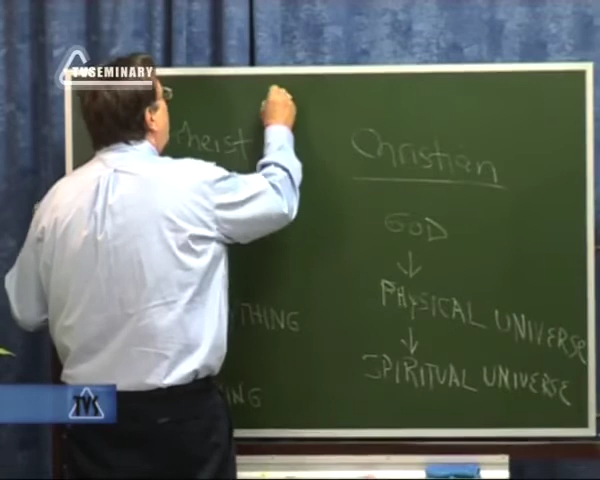 TVSEMINARY
theist
Christian
GOD
PHYSICAL UNIVERSE
THING
SPIRITUAL UNIVERSE
ING
TVS